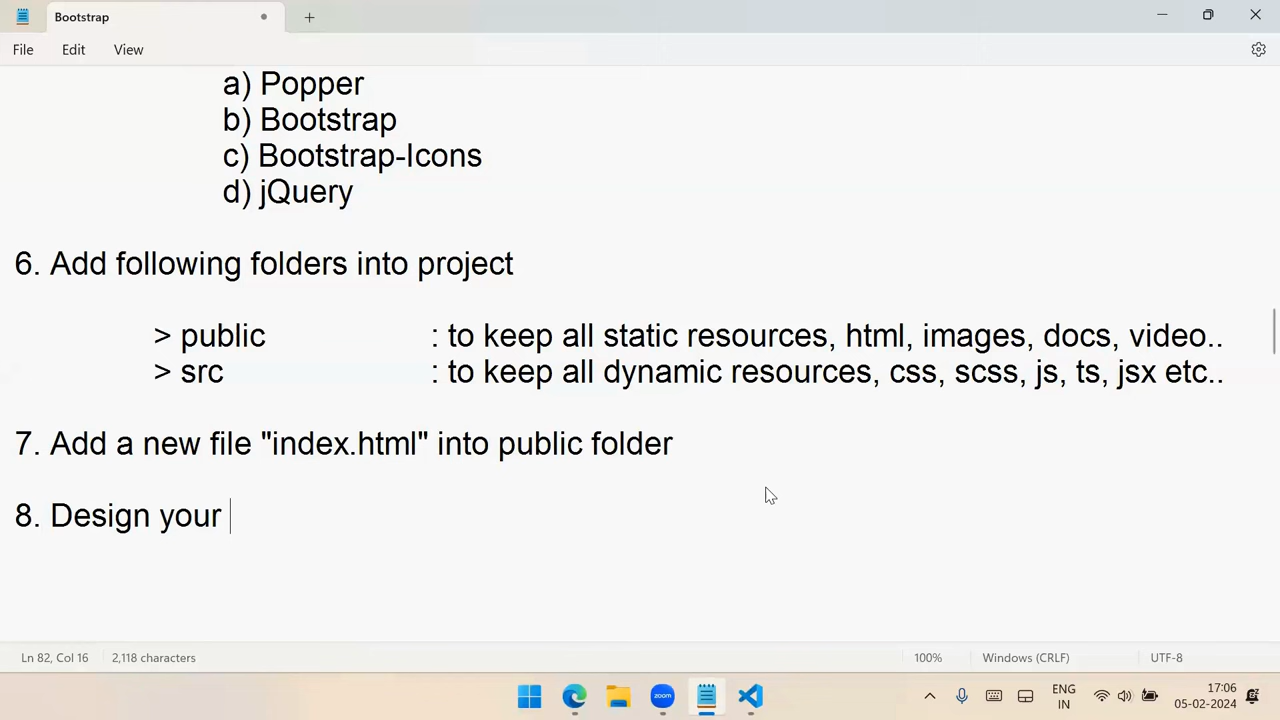 Bootstrap
File Edit View
a) Popper
b) Bootstrap
c) Bootstrap-Icons
d) jQuery
6. Add following folders into project
> public : to keep all static resources, html, images, docs, video..
> src : to keep all dynamic resources, css, scss, js, ts, jsx etc..
7. Add a new file "index.html" into public folder
8. Design your
Ln 82, Col 16 2,118 characters 100% Windows (CRLF) UTF-8
zoom ENG 17:06
IN 05-02-2024